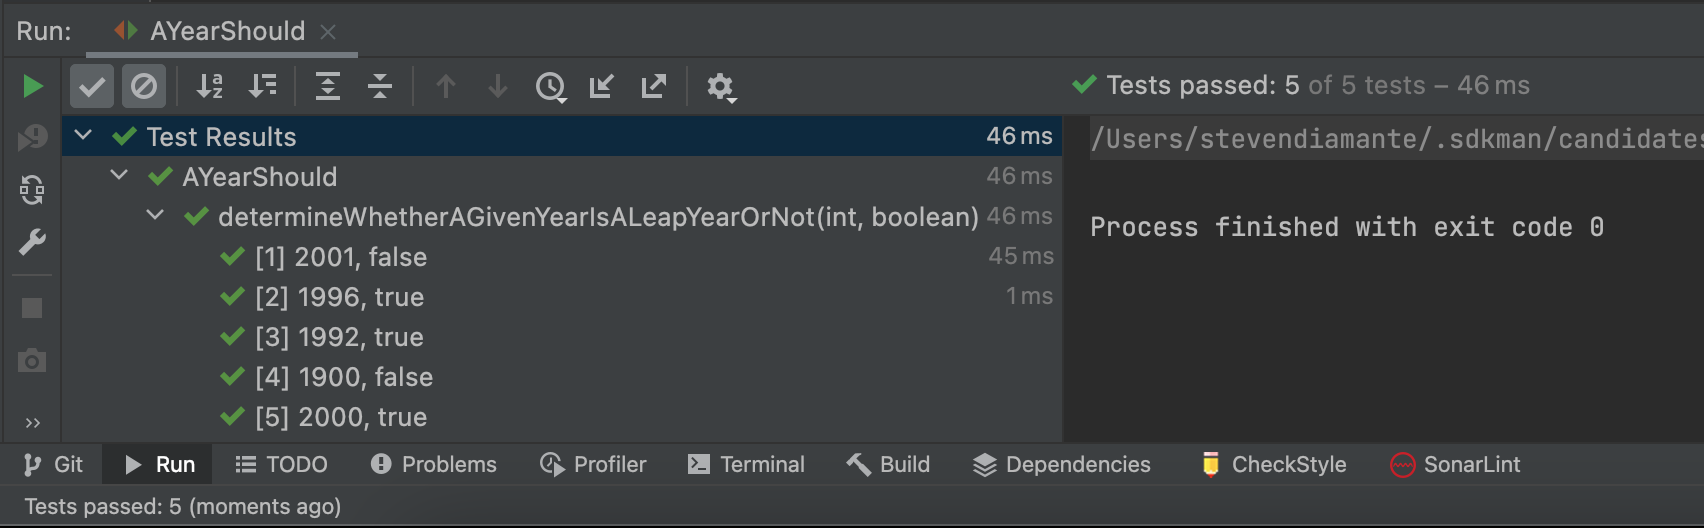 Run: AYearShould
Tests passed: 5 of 5 tests – 46 ms
Test Results 46 ms
AYearShould 46 ms
determineWhetherAGivenYearIsALeapYearOrNot(int, boolean) 46 ms
[1] 2001, false 45 ms
[2] 1996, true 1 ms
[3] 1992, true
[4] 1900, false
[5] 2000, true
/Users/stevendiamante/.sdkman/candidates
Process finished with exit code 0
Git Run TODO Problems Profiler Terminal Build Dependencies CheckStyle SonarLint
Tests passed: 5 (moments ago)